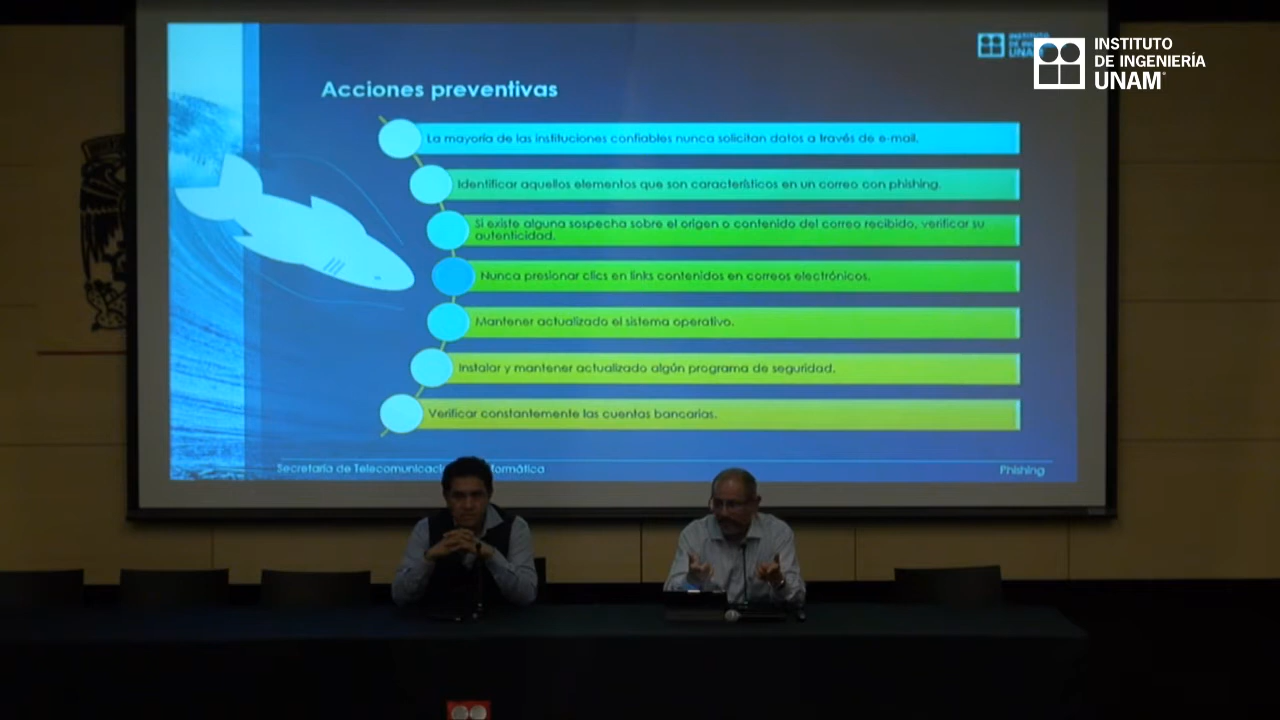 INSTITUTO
DE INGENIERÍA
UNAM
Acciones preventivas
La mayoría de las instituciones confiables nunca solicitan datos a través de e-mail.
Identificar aquellos elementos que son característicos en un correo con phishing.
Si existe alguna sospecha sobre el origen o contenido del correo recibido, verificar su
autenticidad.
Nunca presionar clics en links contenidos en correos electrónicos.
Mantener actualizado el sistema operativo.
Instalar y mantener actualizado algún programa de seguridad.
Verificar constantemente las cuentas bancarias.
Secretaría de
Phishing